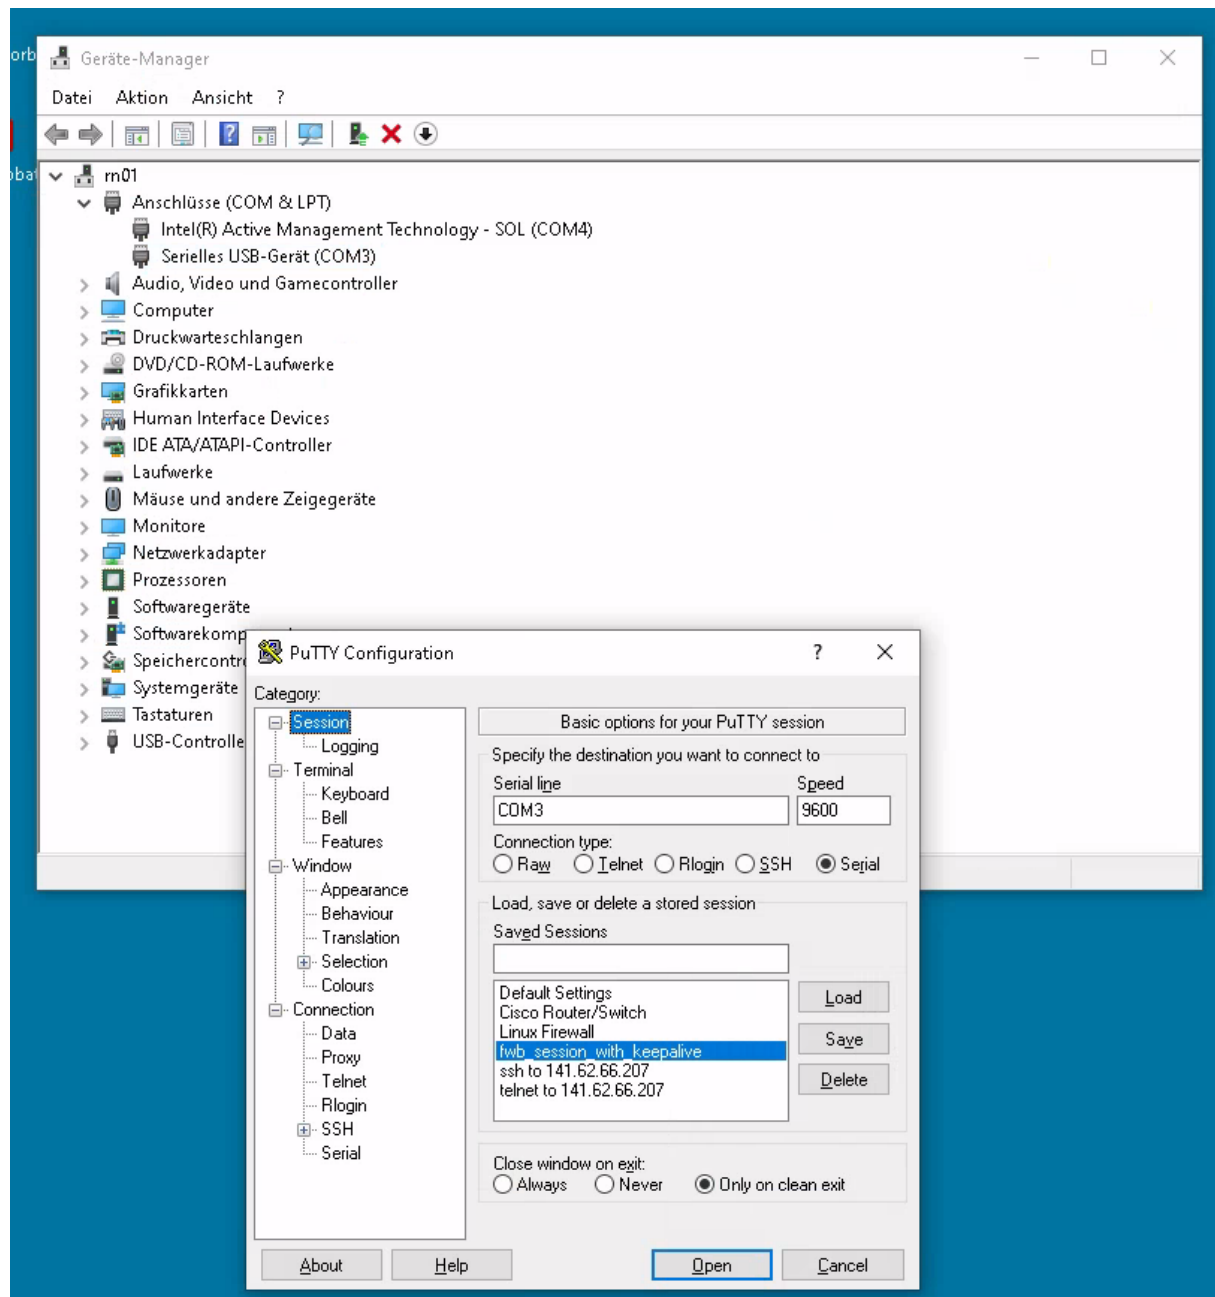 orb
Geräte-Manager
Datei Aktion Ansicht ?
obat
rn01
Anschlüsse (COM & LPT)
Intel(R) Active Management Technology - SOL (COM4)
Serielles USB-Gerät (COM3)
Audio, Video und Gamecontroller
Computer
Druckwarteschlangen
DVD/CD-ROM-Laufwerke
Grafikkarten
Human Interface Devices
IDE ATA/ATAPI-Controller
Laufwerke
Mäuse und andere Zeigegeräte
Monitore
Netzwerkadapter
Prozessoren
Softwaregeräte
Softwarekomp
Speichercontr
Systemgeräte
Tastaturen
USB-Controlle
PuTTY Configuration ?
Category:
Session
Logging
Terminal
Keyboard
Bell
Features
Window
Appearance
Behaviour
Translation
Selection
Colours
Connection
Data
Proxy
Telnet
Rlogin
SSH
Serial
Basic options for your PuTTY session
Specify the destination you want to connect to
Serial line Speed
COM3 9600
Connection type:
Raw Telnet Rlogin SSH Serial
Load, save or delete a stored session
Saved Sessions
Default Settings
Cisco Router/Switch
Linux Firewall
fwb_session_with_keepalive
ssh to 141.62.66.207
telnet to 141.62.66.207
Load
Save
Delete
Close window on exit:
Always Never Only on clean exit
About Help Open Cancel